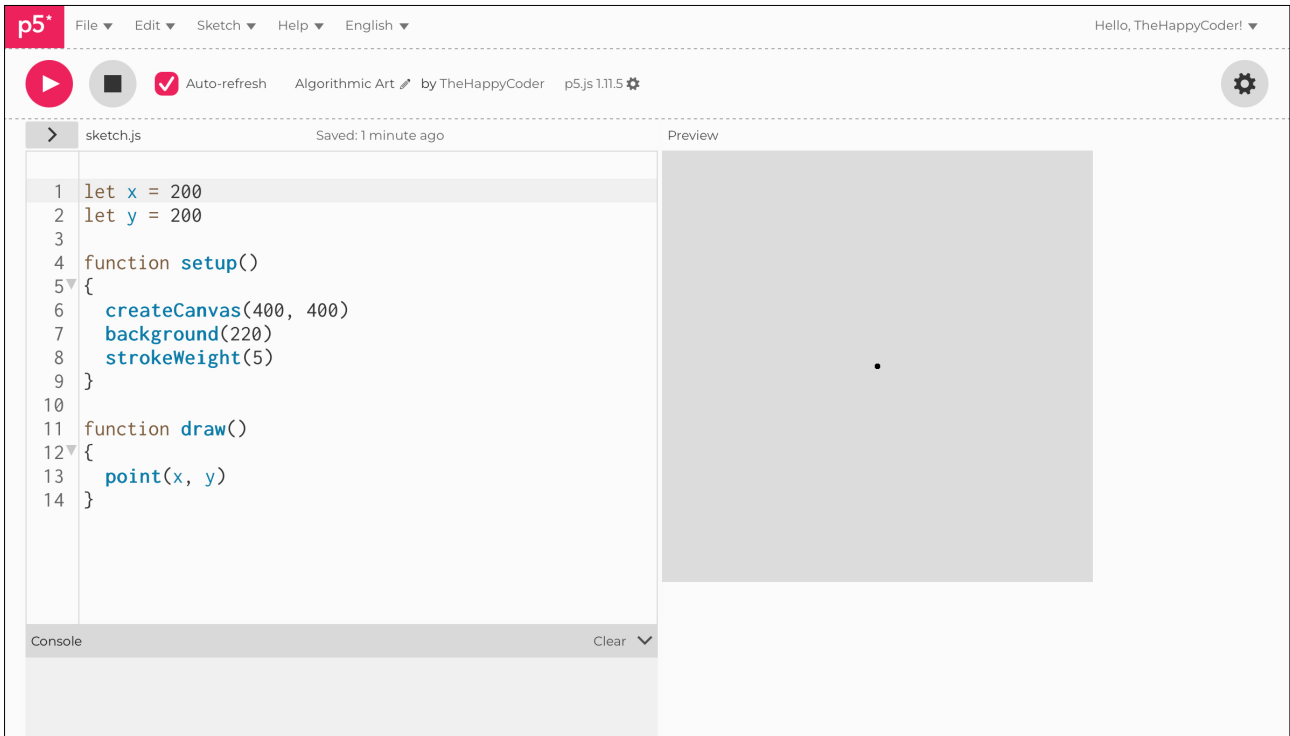 p5* File Edit Sketch Help English Hello, TheHappyCoder!
Auto-refresh Algorithmic Art by TheHappyCoder p5.js 1.11.5
sketch.js Saved: 1 minute ago Preview
1 let x = 200
2 let y = 200
3
4 function setup()
5 {
6 createCanvas(400, 400)
7 background(220)
8 strokeWeight(5)
9 }
10
11 function draw()
12 {
13 point(x, y)
14 }
Console Clear